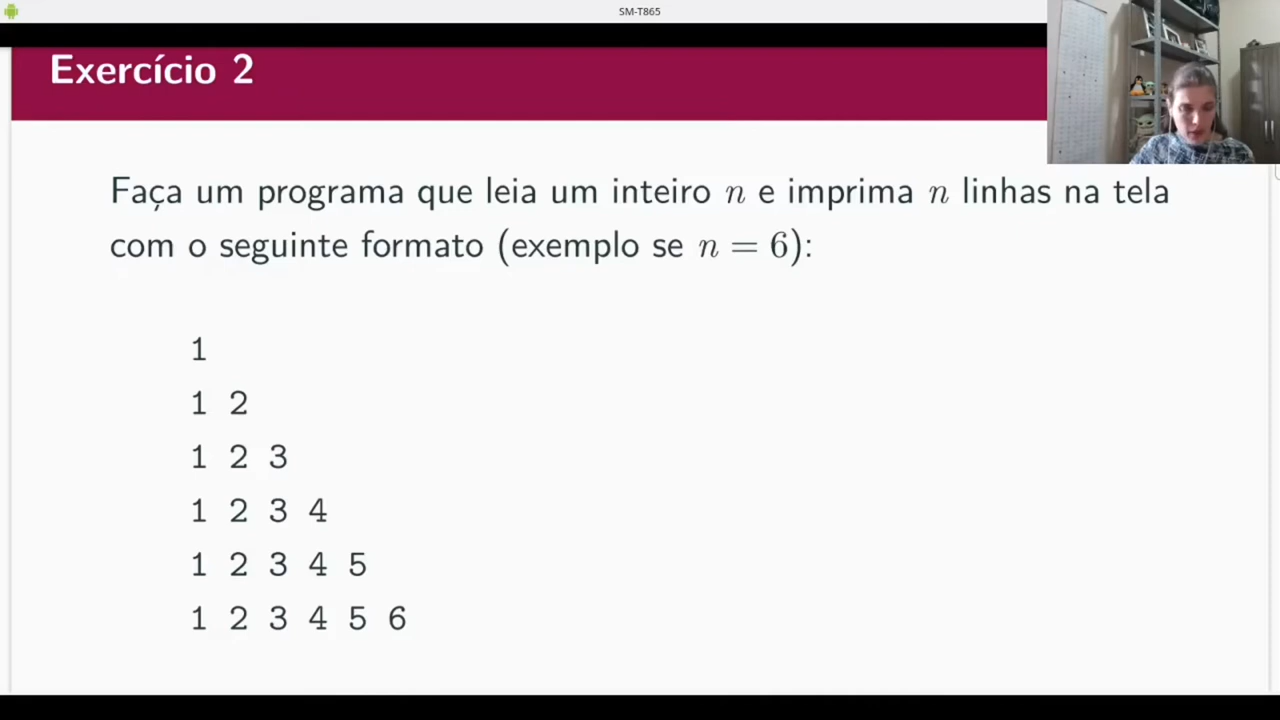 SM-T865
Exercício 2
Faça um programa que leia um inteiro n e imprima n linhas na tela
com o seguinte formato (exemplo se n = 6):
1
1 2
1 2 3
1 2 3 4
1 2 3 4 5
1 2 3 4 5 6